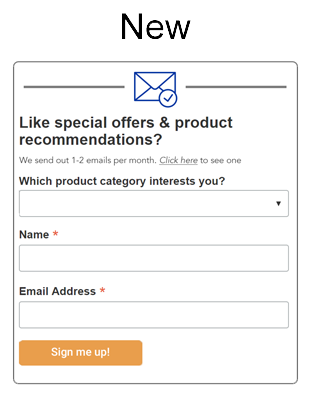 New
Like special offers & product
recommendations?
We send out 1-2 emails per month. Click here to see one
Which product category interests you?
Name *
Email Address *
Sign me up!